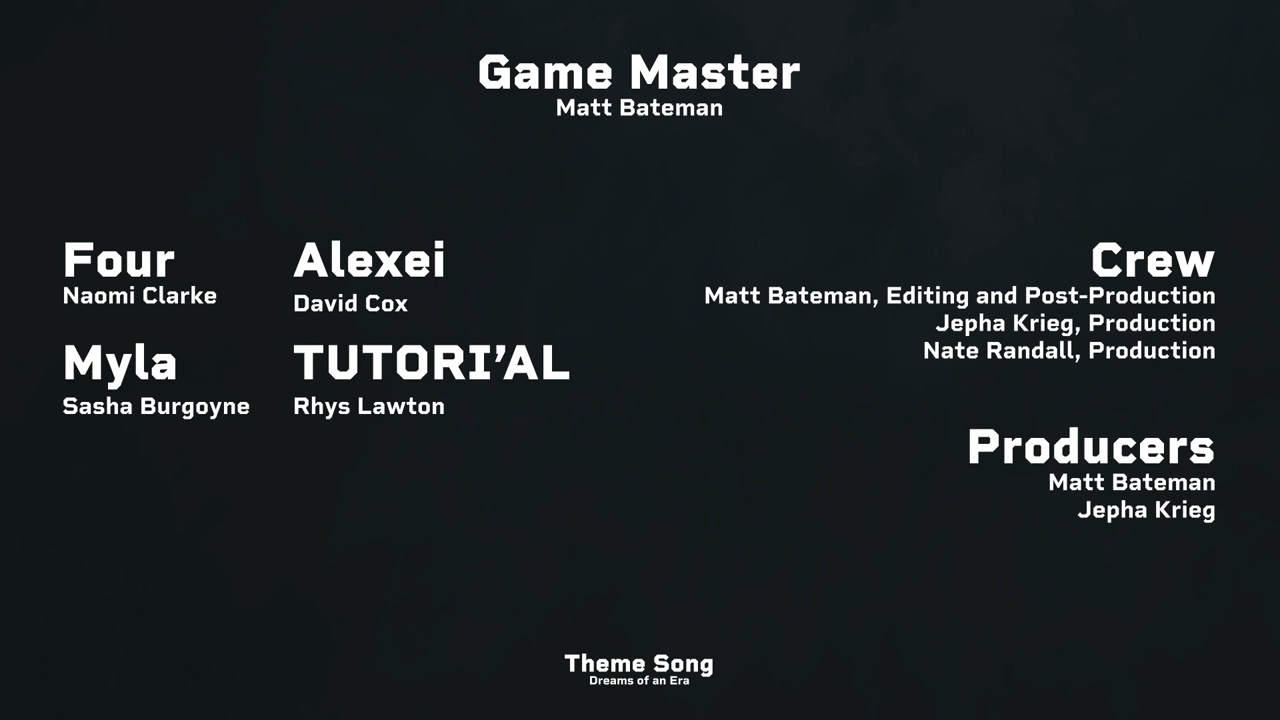 Game Master
Matt Bateman
Four
Naomi Clarke
Alexei
David Cox
Myla
Sasha Burgoyne
TUTORI’AL
Rhys Lawton
Crew
Matt Bateman, Editing and Post-Production
Jepha Krieg, Production
Nate Randall, Production
Producers
Matt Bateman
Jepha Krieg
Theme Song
Dreams of an Era